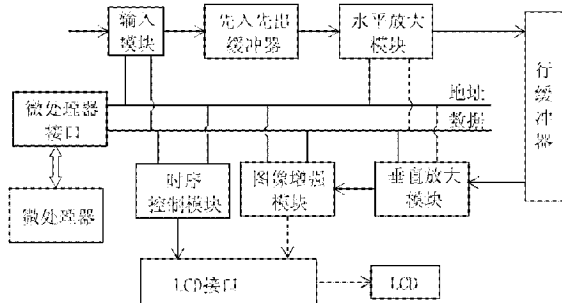 输入
模块
先入先出
缓冲器
水平放大
模块
行
缓
冲
器
地址
数据
微处理器
接口
微处理器
时序
控制模块
图像增强
模块
垂直放大
模块
LCD接口
LCD